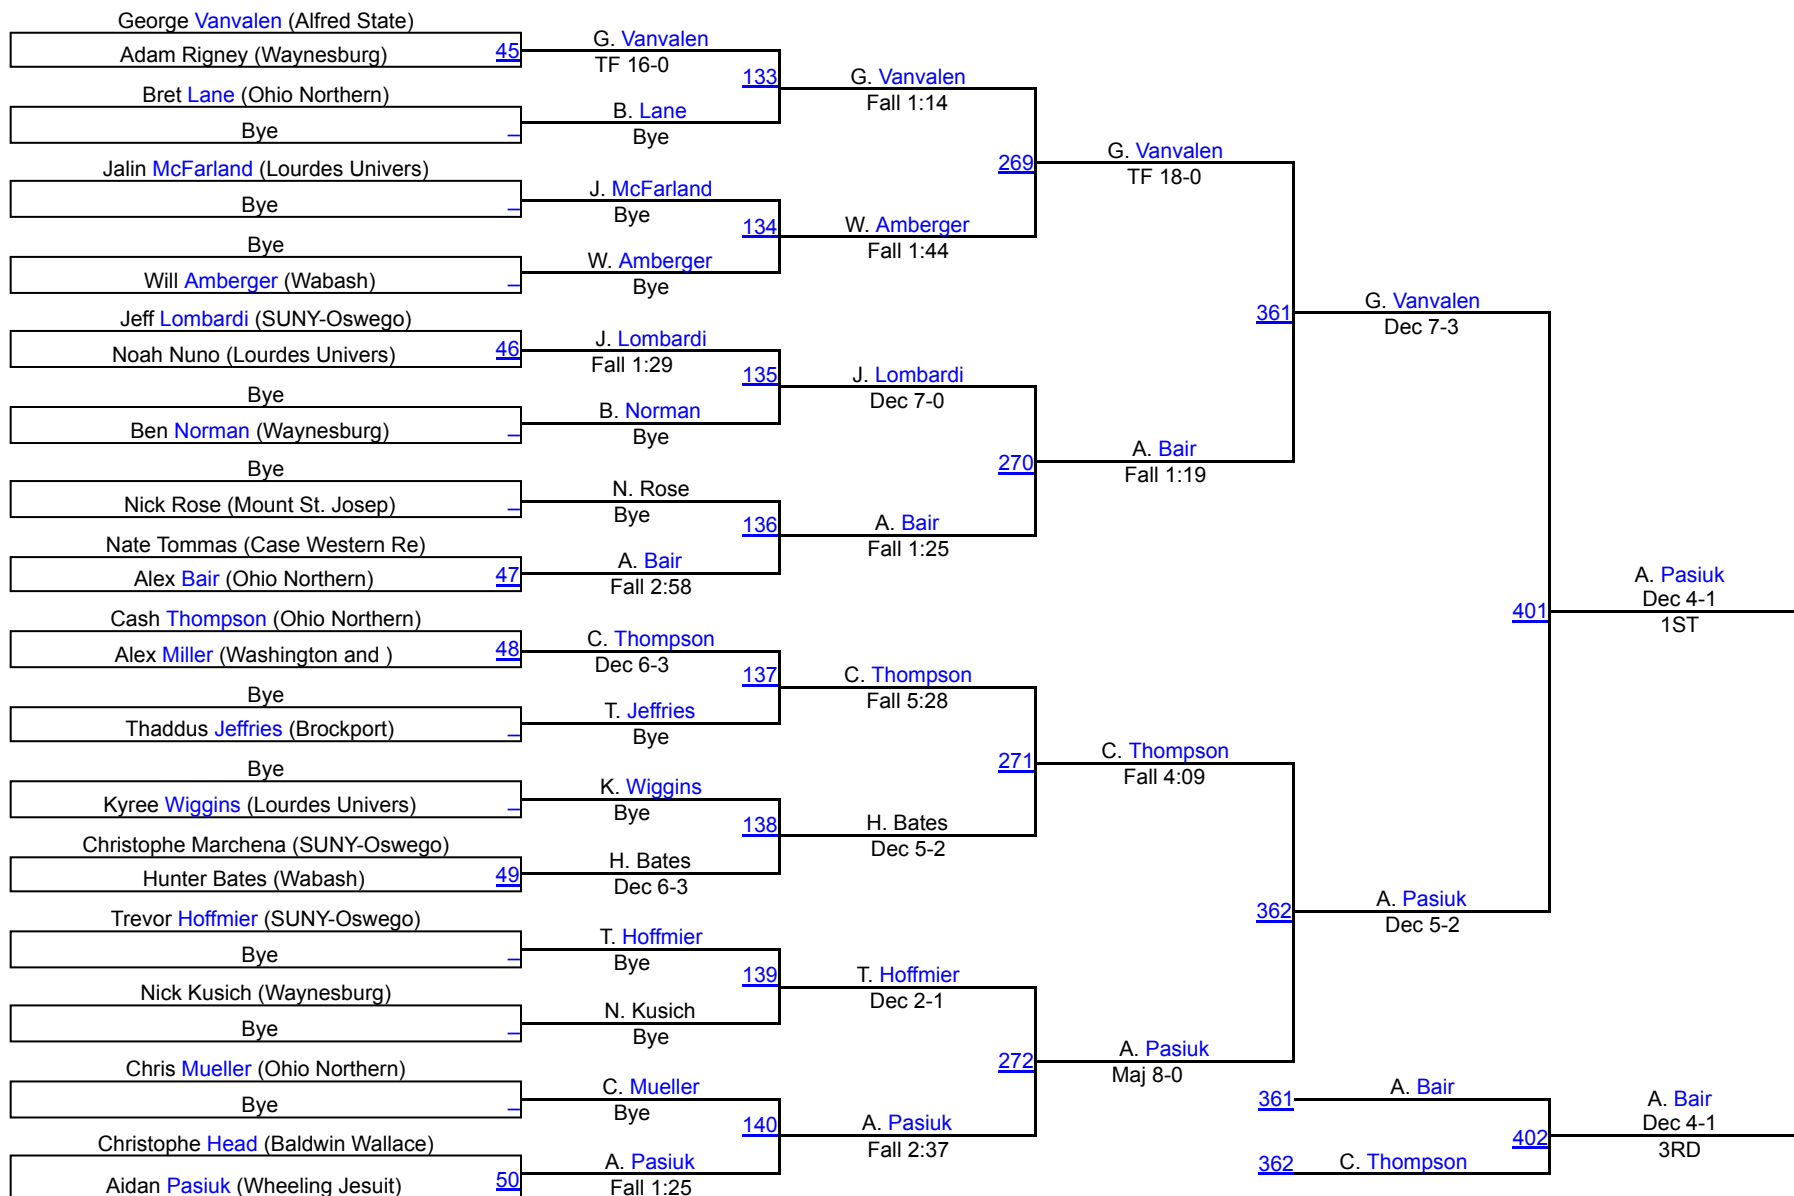 George Vanvalen (Alfred State)
Adam Rigney (Waynesburg) 45
Bret Lane (Ohio Northern)
Bye _
Jalin McFarland (Lourdes Univers)
Bye _
Bye
Will Amberger (Wabash) _
Jeff Lombardi (SUNY-Oswego)
Noah Nuno (Lourdes Univers) 46
Bye
Ben Norman (Waynesburg) _
Bye
Nick Rose (Mount St. Josep) _
Nate Tommas (Case Western Re)
Alex Bair (Ohio Northern) 47
Cash Thompson (Ohio Northern)
Alex Miller (Washington and ) 48
Bye
Thaddus Jeffries (Brockport) _
Bye
Kyree Wiggins (Lourdes Univers) _
Christophe Marchena (SUNY-Oswego)
Hunter Bates (Wabash) 49
Trevor Hoffmier (SUNY-Oswego)
Bye _
Nick Kusich (Waynesburg)
Bye _
Chris Mueller (Ohio Northern)
Bye _
Christophe Head (Baldwin Wallace)
Aidan Pasiuk (Wheeling Jesuit) 50
G. Vanvalen
TF 16-0
133
B. Lane
Bye
J. McFarland
Bye
134
W. Amberger
Bye
J. Lombardi
Fall 1:29
135
B. Norman
Bye
N. Rose
Bye
136
A. Bair
Fall 2:58
C. Thompson
Dec 6-3
137
T. Jeffries
Bye
K. Wiggins
Bye
138
H. Bates
Dec 6-3
T. Hoffmier
Bye
139
N. Kusich
Bye
C. Mueller
Bye
140
A. Pasiuk
Fall 1:25
G. Vanvalen
Fall 1:14
269
W. Amberger
Fall 1:44
J. Lombardi
Dec 7-0
270
A. Bair
Fall 1:25
C. Thompson
Fall 5:28
271
H. Bates
Dec 5-2
T. Hoffmier
Dec 2-1
272
A. Pasiuk
Fall 2:37
G. Vanvalen
TF 18-0
361
A. Bair
Fall 1:19
C. Thompson
Fall 4:09
362
A. Pasiuk
Maj 8-0
G. Vanvalen
Dec 7-3
401
A. Pasiuk
Dec 5-2
A. Pasiuk
Dec 4-1
1ST
361 A. Bair
402
362 C. Thompson
A. Bair
Dec 4-1
3RD